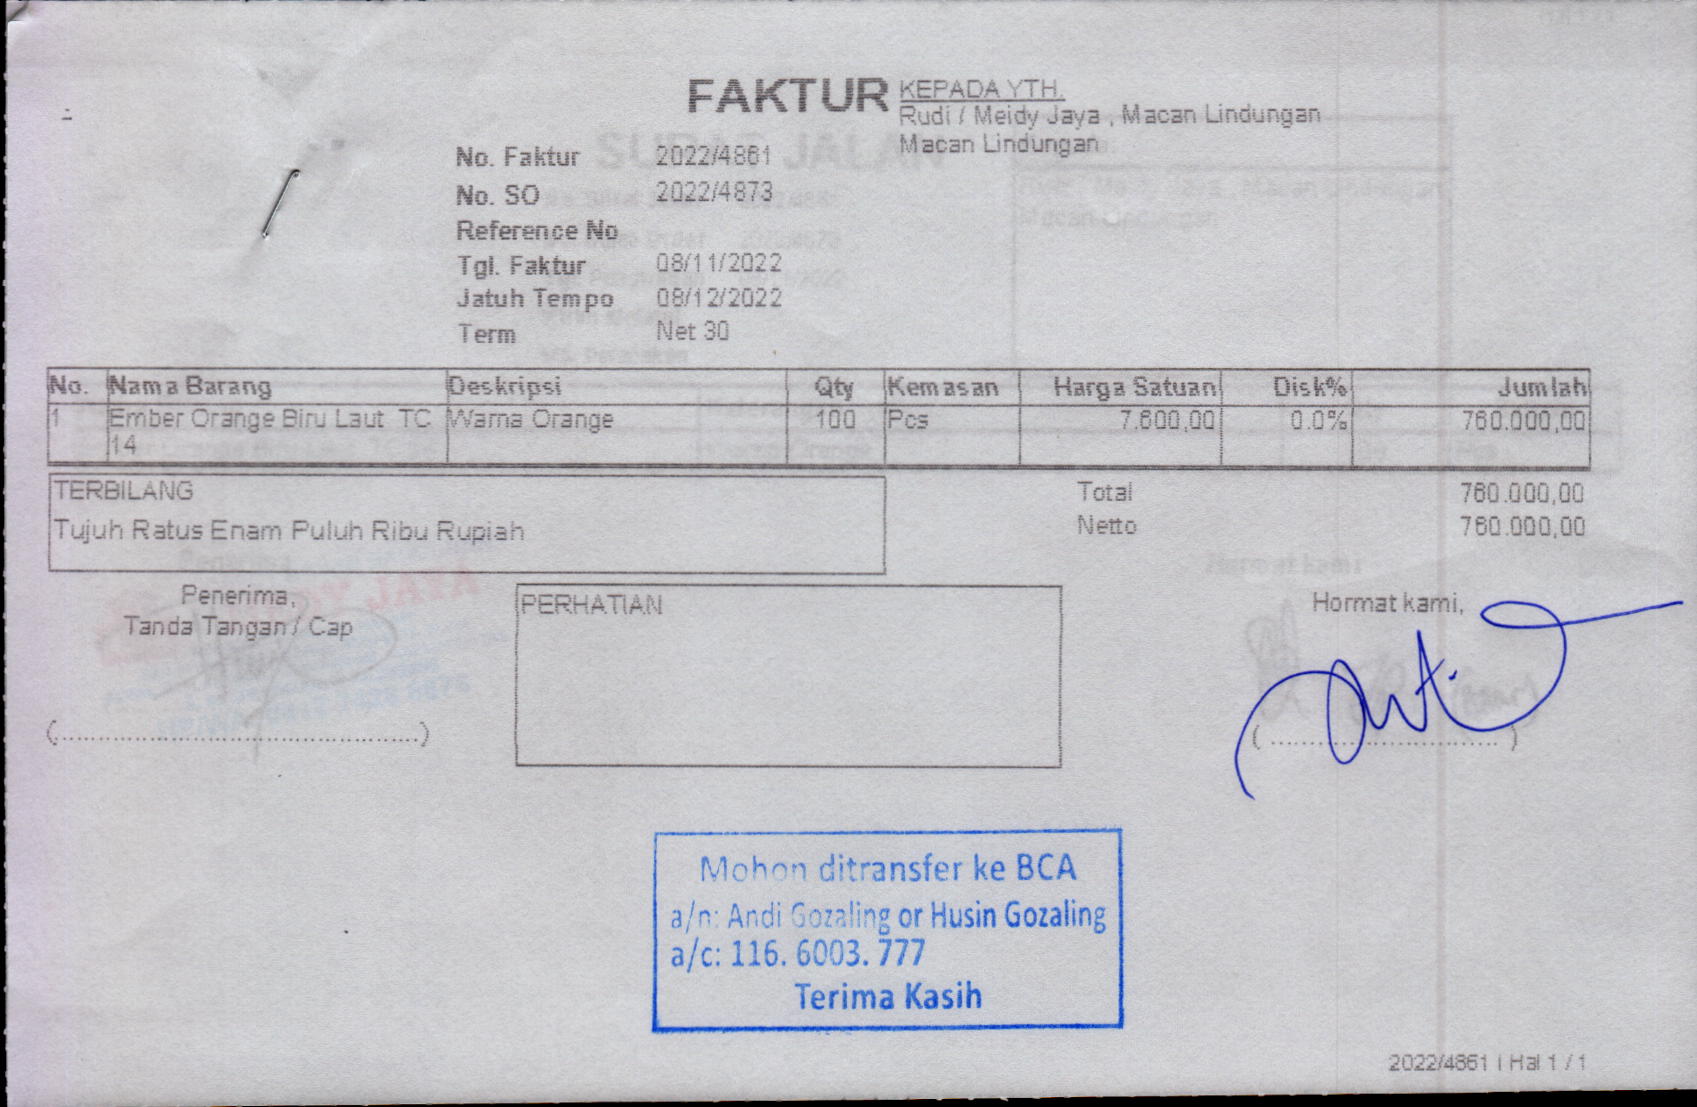 FAKTUR
KEPADA YTH.
Rudi / Meidy Jaya , Macan Lindungan
Macan Lindungan
No. Faktur 2022/4861
No. SO 2022/4873
Reference No
Tgl. Faktur 08/11/2022
Jatuh Tempo 08/12/2022
Term Net 30
No. Nama Barang Deskripsi Qty Kemasan Harga Satuan Disk% Jumlah
1 Ember Orange Biru Laut TC Warna Orange 100 Pcs 7.600,00 0.0% 760.000,00
14
TERBILANG
Tujuh Ratus Enam Puluh Ribu Rupiah
Total 760.000,00
Netto 760.000,00
Penerima,
Tanda Tangan / Cap
(........................................)
PERHATIAN
Hormat kami,
(..............................)
Mohon ditransfer ke BCA
a/n: Andi Gozaling or Husin Gozaling
a/c: 116. 6003. 777
Terima Kasih
2022/4861 | Hal 1 / 1